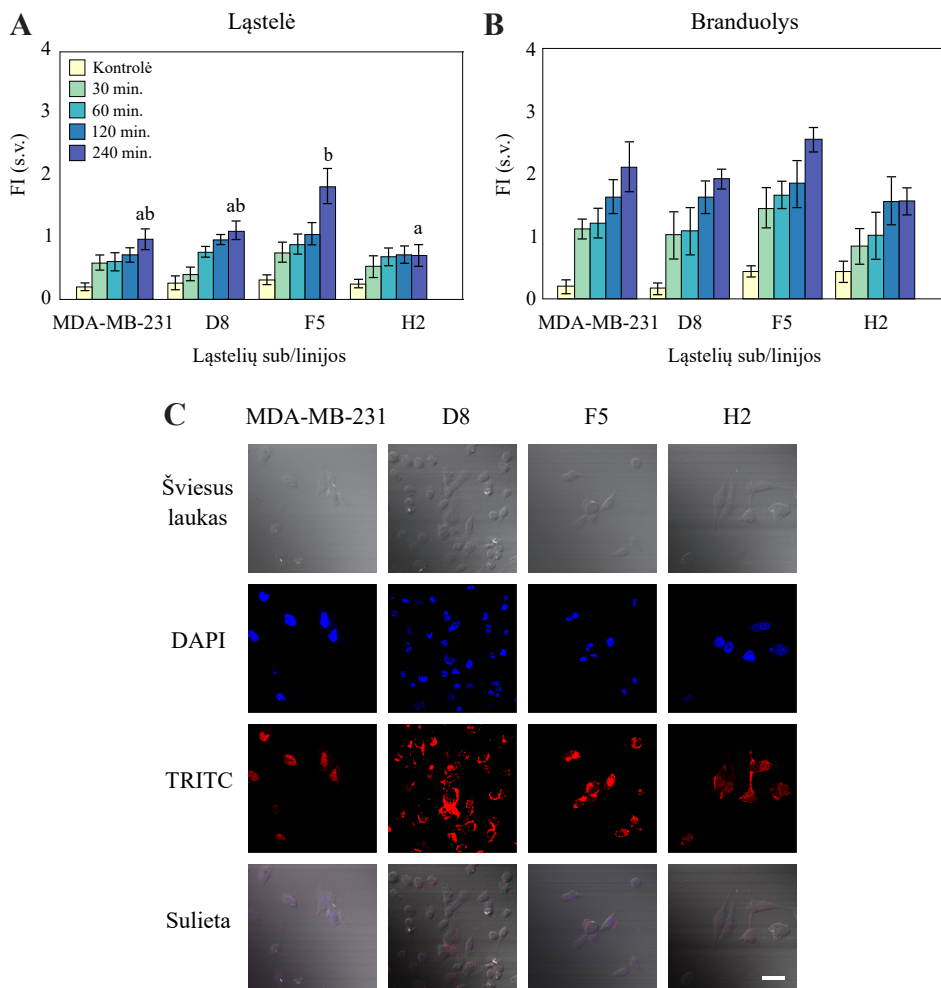 A
Ląstelė
4
3
2
1
0
FI (s.v.)
Kontrolė
30 min.
60 min.
120 min.
240 min.
ab
ab
b
a
MDA-MB-231
D8
F5
H2
Ląstelių sub/linijos
B
Branduolys
4
3
2
1
0
FI (s.v.)
MDA-MB-231
D8
F5
H2
Ląstelių sub/linijos
C
MDA-MB-231
D8
F5
H2
Šviesus
laukas
DAPI
TRITC
Sulieta